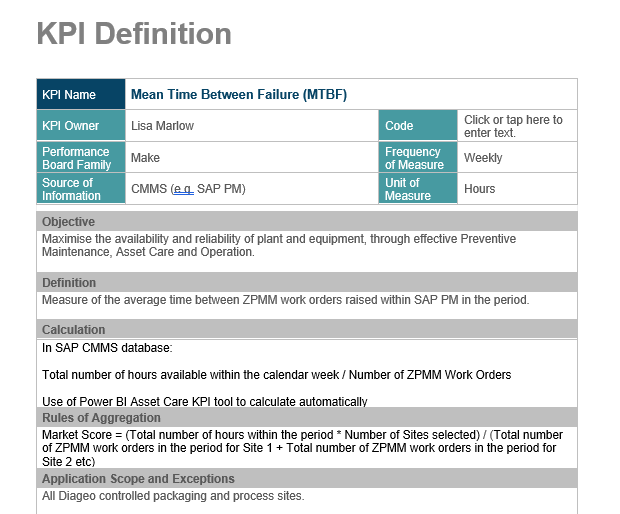 KPI Definition
KPI Name
Mean Time Between Failure (MTBF)
KPI Owner
Lisa Marlow
Code
Click or tap here to
enter text.
Performance
Board Family
Make
Frequency
of Measure
Weekly
Source of
Information
CMMS (e.g. SAP PM)
Unit of
Measure
Hours
Objective
Maximise the availability and reliability of plant and equipment, through effective Preventive
Maintenance, Asset Care and Operation.
Definition
Measure of the average time between ZPMM work orders raised within SAP PM in the period.
Calculation
In SAP CMMS database:
Total number of hours available within the calendar week / Number of ZPMM Work Orders
Use of Power BI Asset Care KPI tool to calculate automatically
Rules of Aggregation
Market Score = (Total number of hours within the period * Number of Sites selected) / (Total number
of ZPMM work orders in the period for Site 1 + Total number of ZPMM work orders in the period for
Site 2 etc)
Application Scope and Exceptions
All Diageo controlled packaging and process sites.